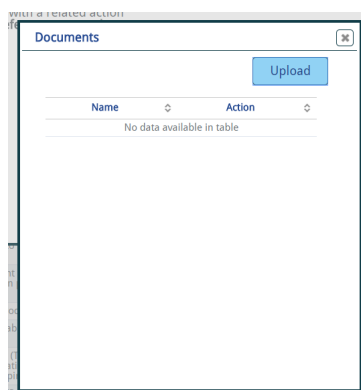 with a related action
Documents
Upload
Name Action
No data available in table